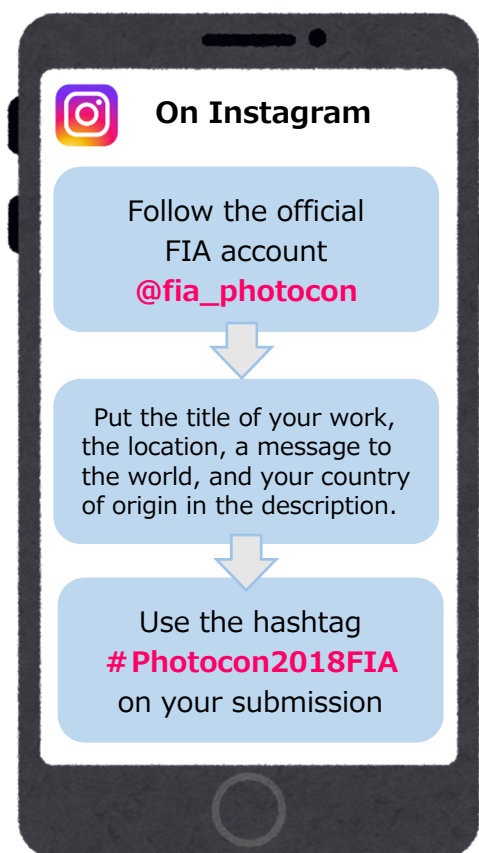 On Instagram
Follow the official
FIA account
@fia_photocon
Put the title of your work,
the location, a message to
the world, and your country
of origin in the description.
Use the hashtag
#Photocon2018FIA
on your submission